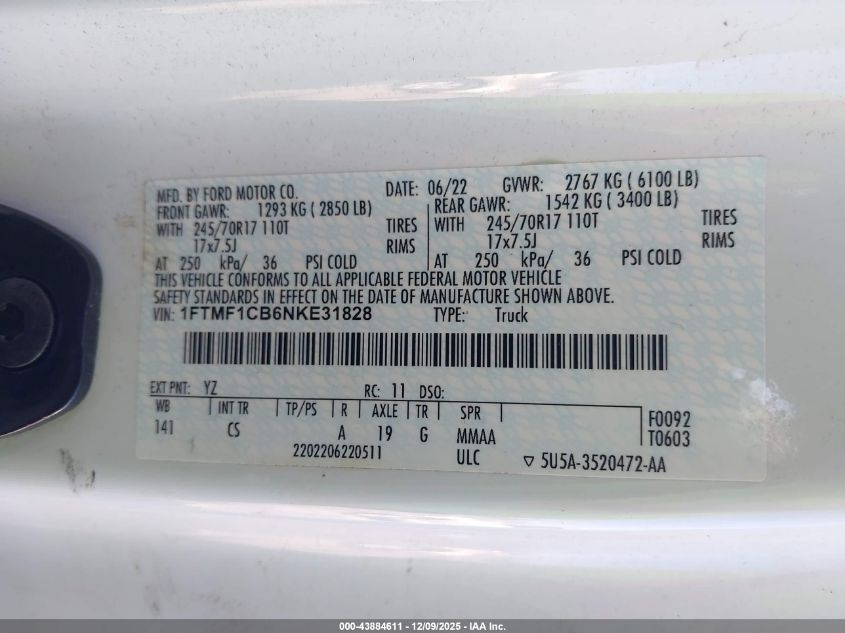 MFD. BY FORD MOTOR CO. DATE: 06/22 GVWR: 2767 KG ( 6100 LB)
FRONT GAWR: 1293 KG ( 2850 LB) REAR GAWR: 1542 KG ( 3400 LB)
WITH 245/70R17 110T TIRES WITH 245/70R17 110T TIRES
17x7.5J RIMS 17x7.5J RIMS
AT 250 kPa/ 36 PSI COLD AT 250 kPa/ 36 PSI COLD
THIS VEHICLE CONFORMS TO ALL APPLICABLE FEDERAL MOTOR VEHICLE
SAFETY STANDARDS IN EFFECT ON THE DATE OF MANUFACTURE SHOWN ABOVE.
VIN: 1FTMF1CB6NKE31828 TYPE: Truck
EXT PNT: YZ RC: 11 DSO:
WB INT TR TP/PS R AXLE TR SPR F0092
141 CS A 19 G MMAA T0603
2202206220511 ULC ▽ 5U5A-3520472-AA
000-43884611 - 12/09/2025 - IAA Inc.